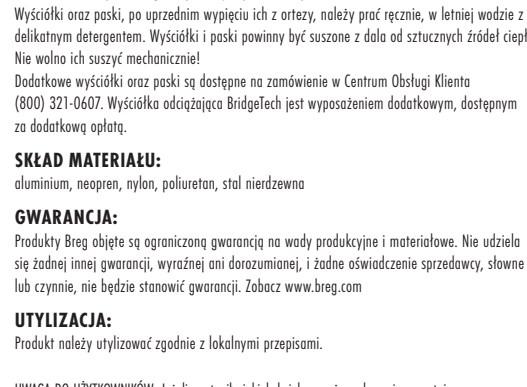 Wyściółki oraz paski, po uprzednim wypięciu ich z ortezy, należy prać ręcznie, w letniej wodzie z
delikatnym detergentem. Wyściółki i paski powinny być suszone z dala od sztucznych źródeł
Nie wolno ich suszyć mechanicznie!
Dodatkowe wyściółki oraz paski są dostępne na zamówienie w Centrum Obsługi Klienta
(800) 321-0607. Wyściółka odciążająca BridgeTech jest wyposażeniem dodatkowym, dostępnym
za dodatkową opłatą.
SKŁAD MATERIAŁU:
aluminium, neopren, nylon, poliuretan, stal nierdzewna
GWARANCJA:
Produkty Breg objęte są ograniczoną gwarancją na wady produkcyjne i materiałowe. Nie udziela
się żadnej innej gwarancji, wyraźnej ani dorozumianej, i żadne oświadczenie sprzedawcy, słowne
lub czynnie, nie będzie stanowić gwarancji. Zobacz www.breg.com
UTYLIZACJA:
Produkt należy utylizować zgodnie z lokalnymi przepisami.